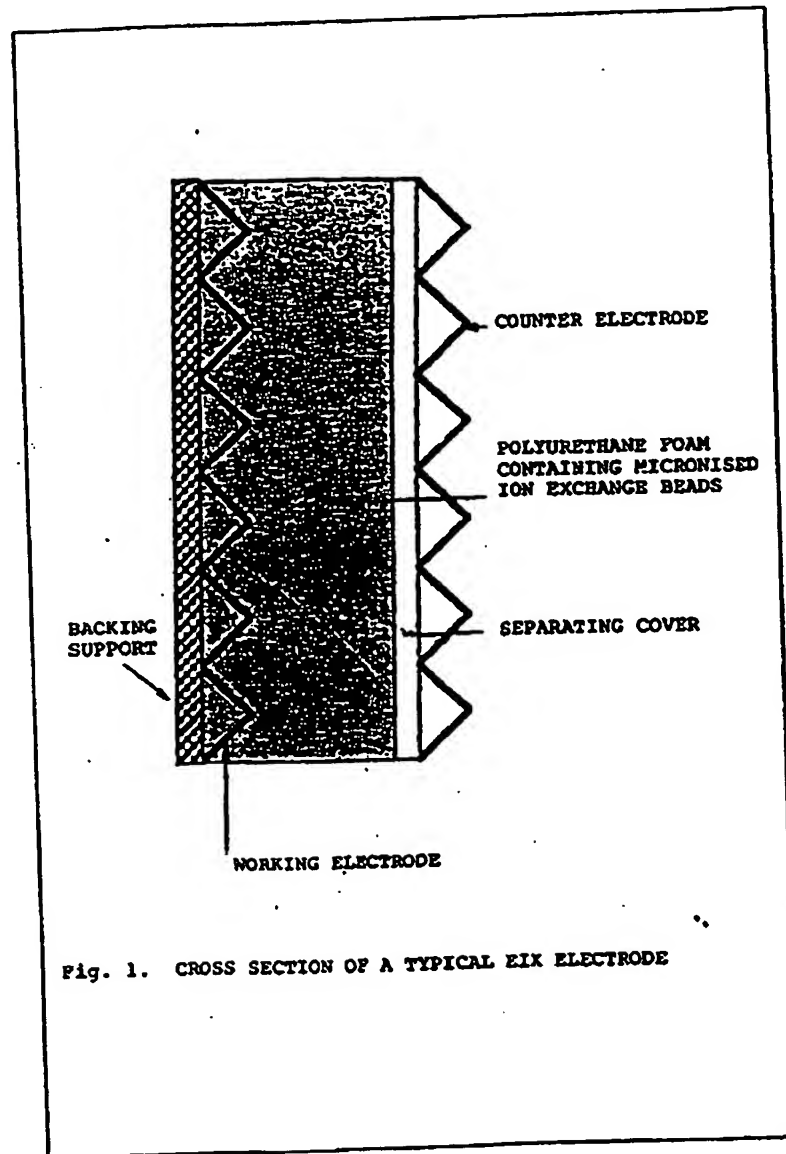 COUNTER ELECTRODE
POLYURETHANE FOAM
CONTAINING MICRONISED
ION EXCHANGE BEADS
SEPARATING COVER
BACKING
SUPPORT
WORKING ELECTRODE
Fig. 1. CROSS SECTION OF A TYPICAL EIX ELECTRODE